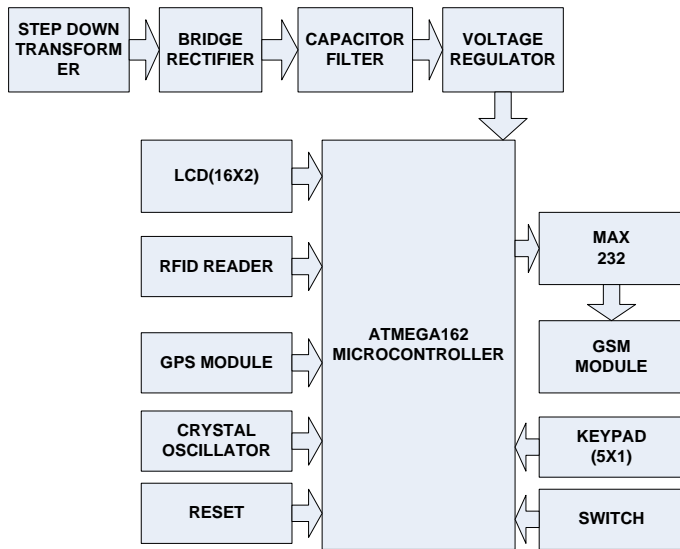 STEP DOWN
TRANSFORM
ER
BRIDGE
RECTIFIER
CAPACITOR
FILTER
VOLTAGE
REGULATOR
LCD(16X2)
RFID READER
GPS MODULE
CRYSTAL
OSCILLATOR
RESET
ATMEGA162
MICROCONTROLLER
MAX
232
GSM
MODULE
KEYPAD
(5X1)
SWITCH